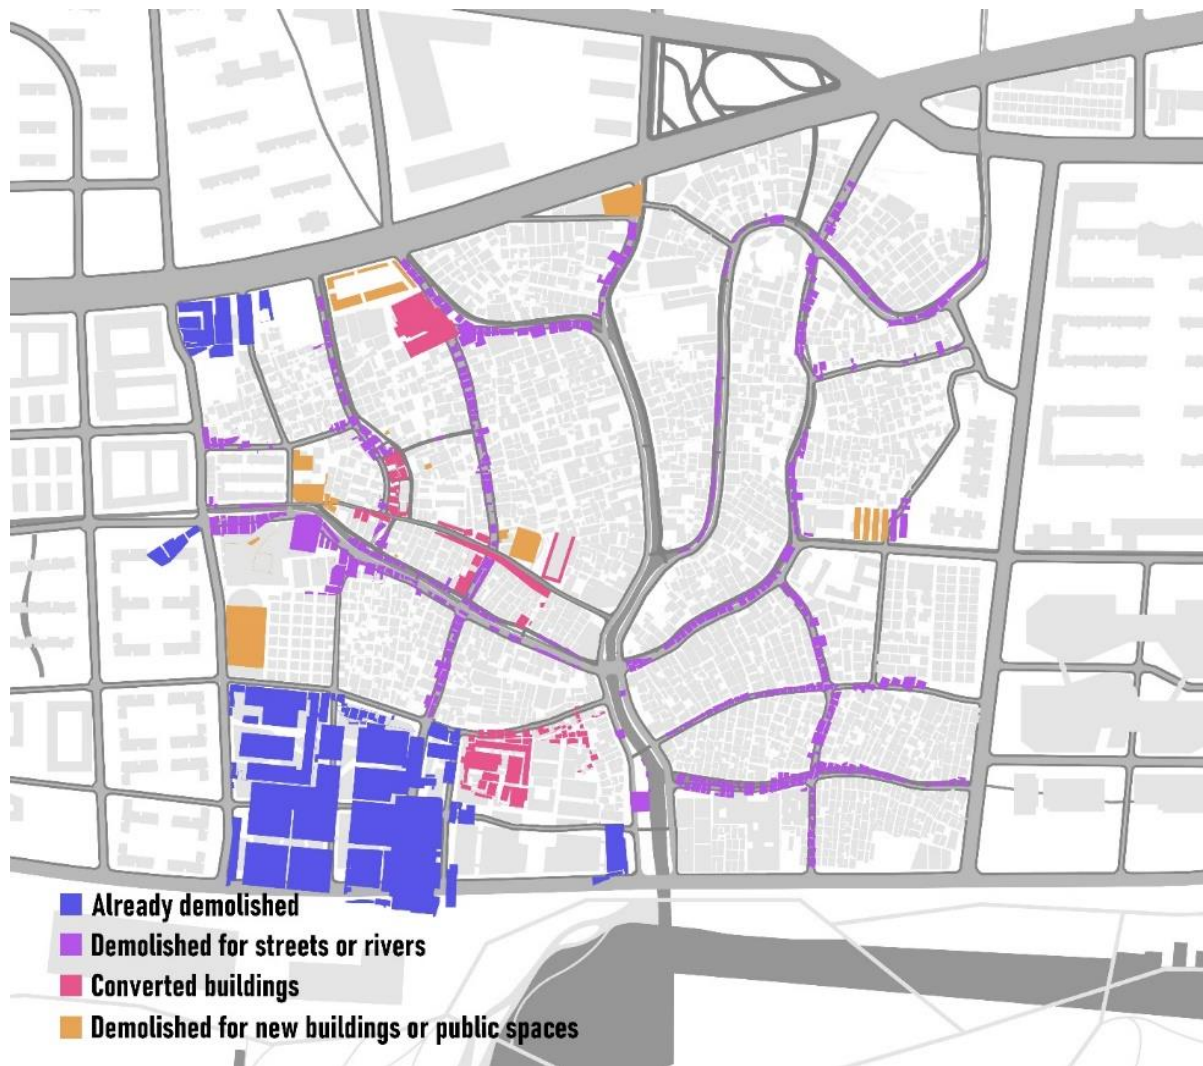 Already demolished
Demolished for streets or rivers
Converted buildings
Demolished for new buildings or public spaces